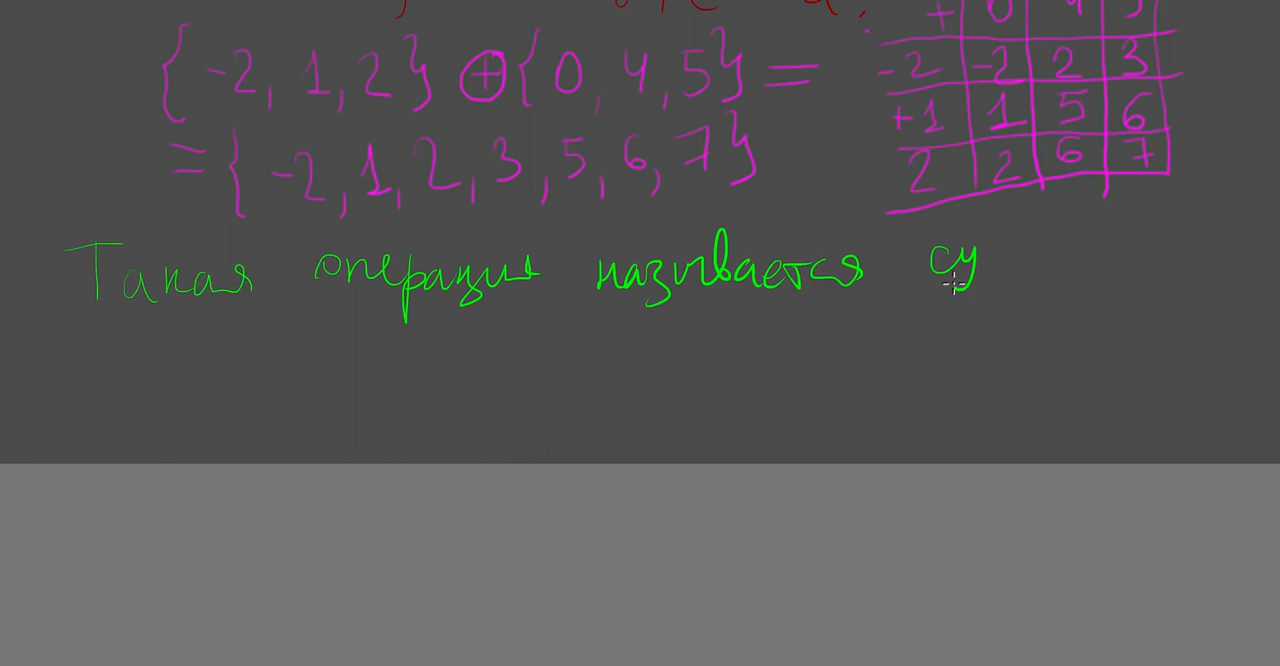 {-2, 1, 2} ⊕ {0, 4, 5} =
= {-2, 1, 2, 3, 5, 6, 7}
+ 0 4 5
-2 -2 2 3
+1 1 5 6
2 2 6 7
Такая операция называется су